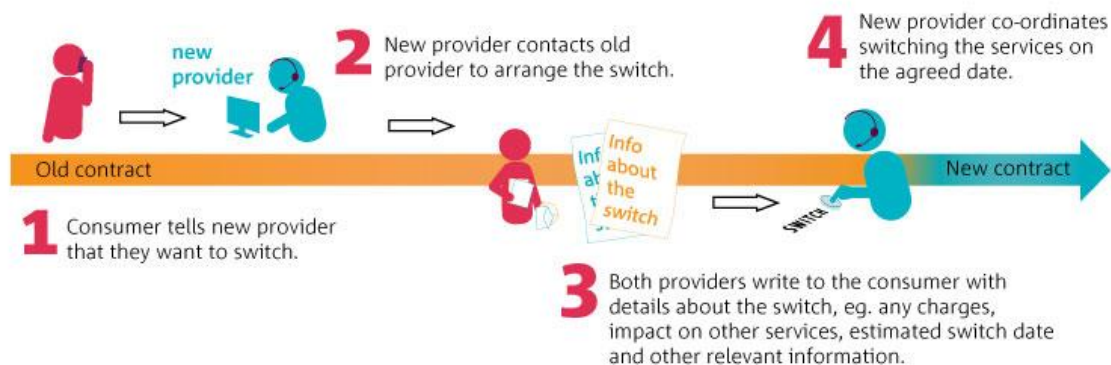 new
provider
2 New provider contacts old
provider to arrange the switch.
4 New provider co-ordinates
switching the services on
the agreed date.
Old contract
Info
about
the
switch
SWITCH
New contract
1 Consumer tells new provider
that they want to switch.
3 Both providers write to the consumer with
details about the switch, eg. any charges,
impact on other services, estimated switch date
and other relevant information.